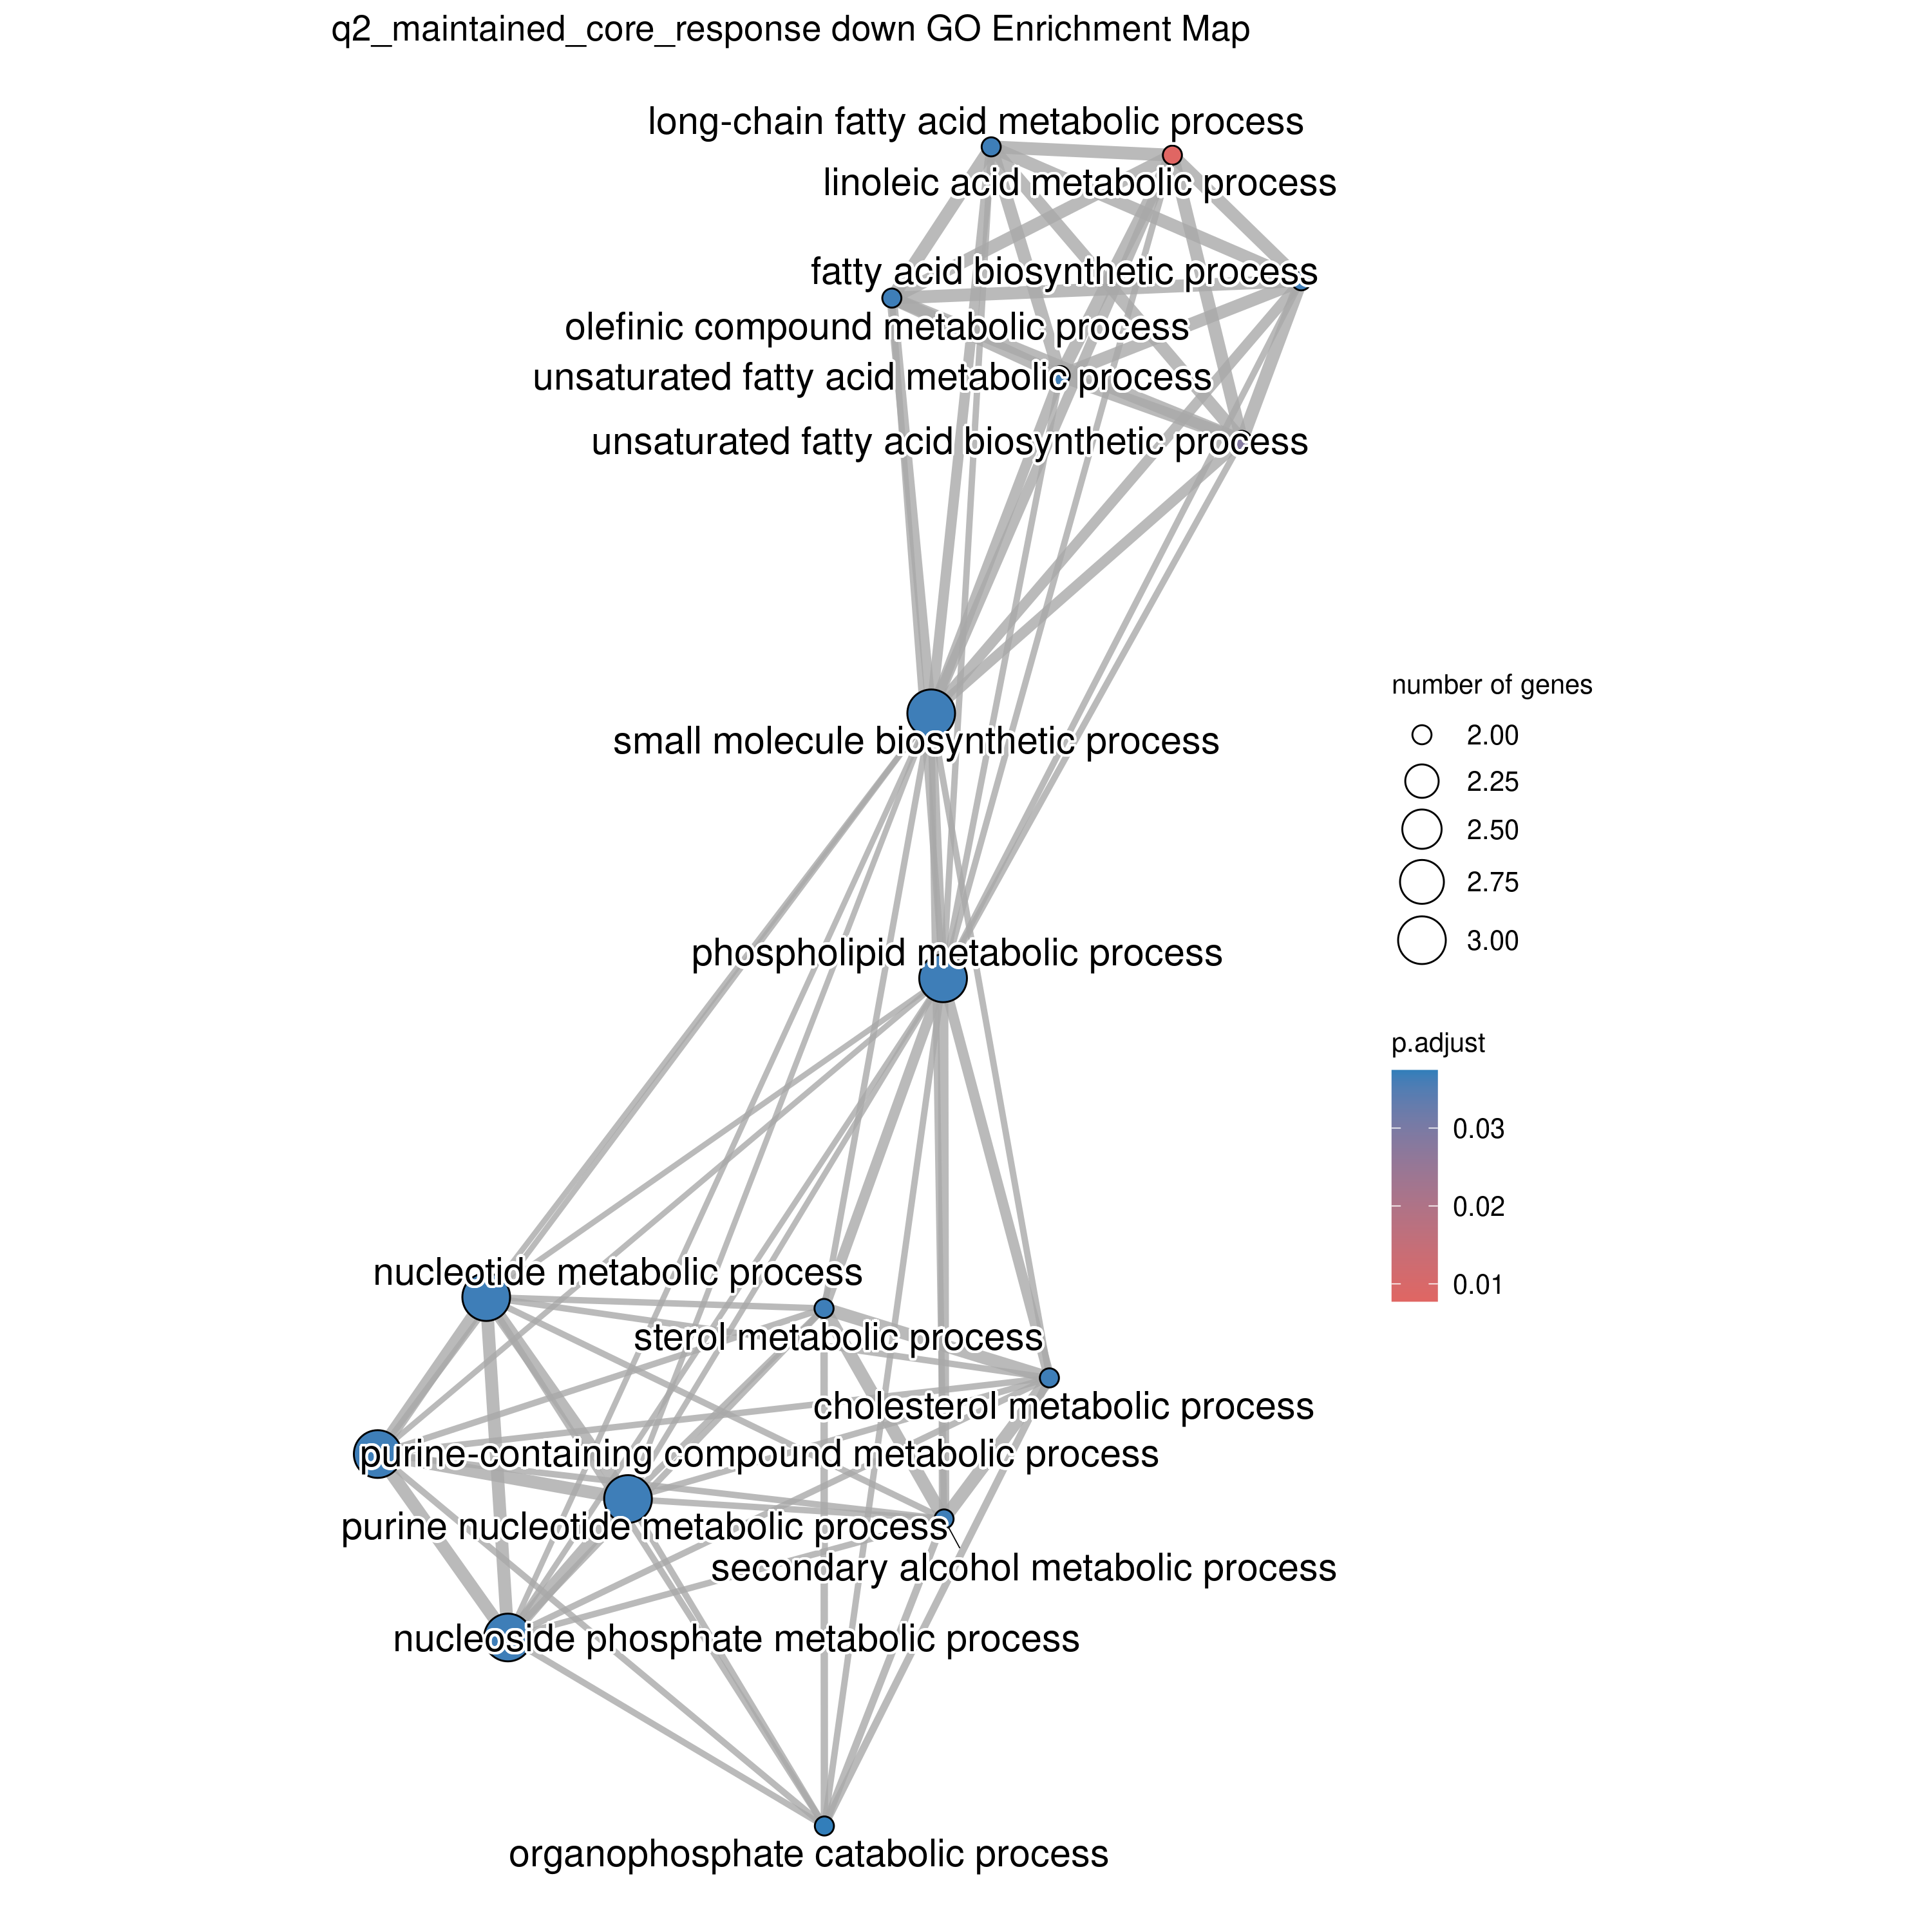 q2_maintained_core_response down GO Enrichment Map
long-chain fatty acid metabolic process
linoleic acid metabolic process
fatty acid biosynthetic process
olefinic compound metabolic process
unsaturated fatty acid metabolic process
unsaturated fatty acid biosynthetic process
small molecule biosynthetic process
phospholipid metabolic process
nucleotide metabolic process
sterol metabolic process
cholesterol metabolic process
purine-containing compound metabolic process
purine nucleotide metabolic process
secondary alcohol metabolic process
nucleoside phosphate metabolic process
organophosphate catabolic process
number of genes
2.00
2.25
2.50
2.75
3.00
p.adjust
0.03
0.02
0.01